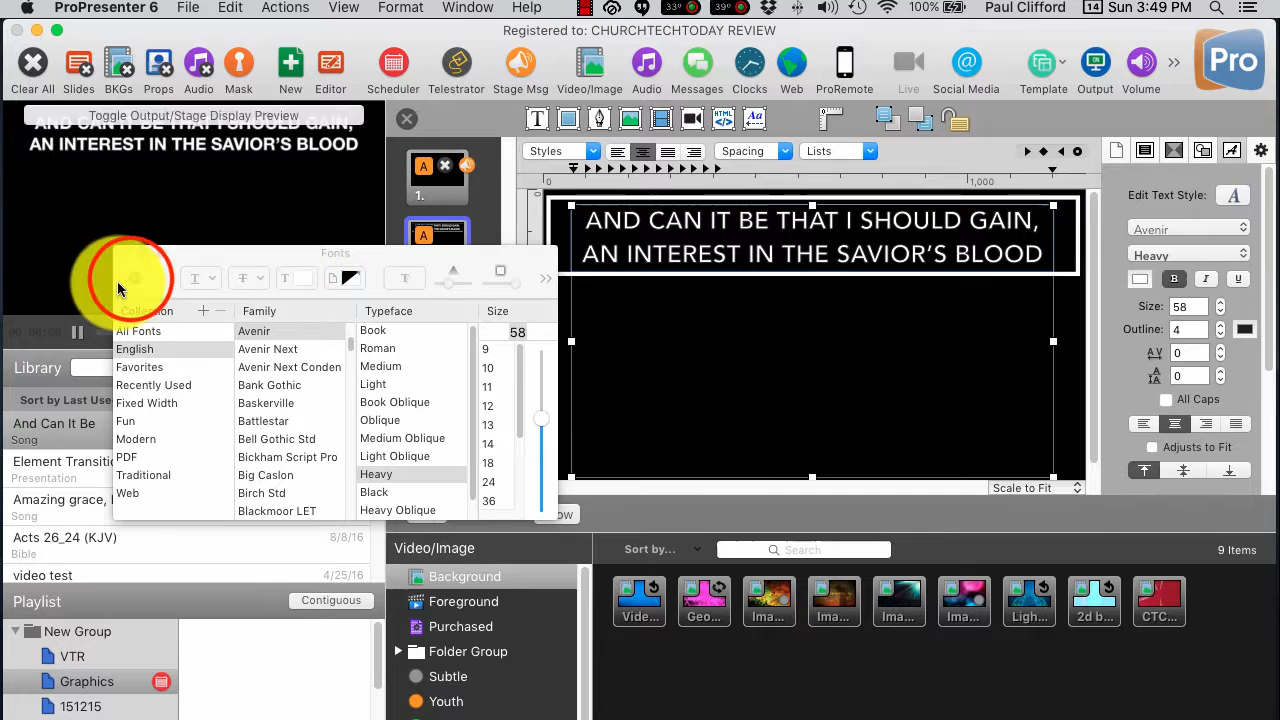 ProPresenter 6 File Edit Actions View Format Window Help 33° 39° 100% Paul Clifford 14 Sun 3:49 PM
Registered to: CHURCHTECHTODAY REVIEW
Clear All Slides BKGs Props Audio Mask New Editor Scheduler Telestrator Stage Msg Video/Image Audio Messages Clocks Web ProRemote Live Social Media Template Output Volume Pro
Toggle Output/Stage Display Preview
AND CAN IT BE THAT I SHOULD GAIN,
AN INTEREST IN THE SAVIOR'S BLOOD
T HTML Aa
Styles Spacing Lists
A
1.
A
0 1,000
AND CAN IT BE THAT I SHOULD GAIN,
AN INTEREST IN THE SAVIOR'S BLOOD
Scale to Fit
Edit Text Style: A
Avenir
Heavy
B I U
Size: 58
Outline: 4
AV 0
0
All Caps
Adjusts to Fit
Fonts
T T T T
Collection + − Family Typeface Size
58
All Fonts Avenir Book
English Avenir Next Roman 9
Favorites Avenir Next Conden Medium 10
Recently Used Bank Gothic Light 11
Fixed Width Baskerville Book Oblique 12
Fun Battlestar Oblique 13
Modern Bell Gothic Std Medium Oblique 14
PDF Bickham Script Pro Light Oblique 18
Traditional Big Caslon Heavy 24
Web Birch Std Black 36
Blackmoor LET Heavy Oblique
Library
Sort by Last Use
And Can It Be
Song
Element Transiti
Presentation
Amazing grace,
Song
Acts 26_24 (KJV) 8/8/16
Bible
video test 4/25/16
Playlist Contiguous
New Group
VTR
Graphics
151215
Video/Image
Background
Foreground
Purchased
Folder Group
Subtle
Youth
Sort by... Search 9 Items
Vide... Geo... Ima... Ima... Ima... Ima... Ligh... 2d b... CTC...